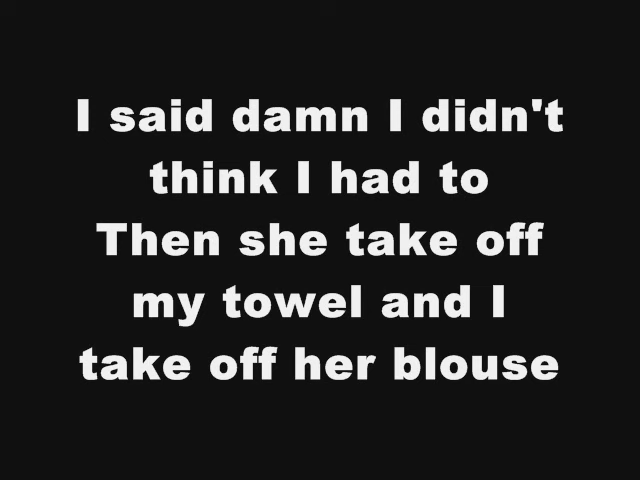 I said damn I didn't
think I had to
Then she take off
my towel and I
take off her blouse